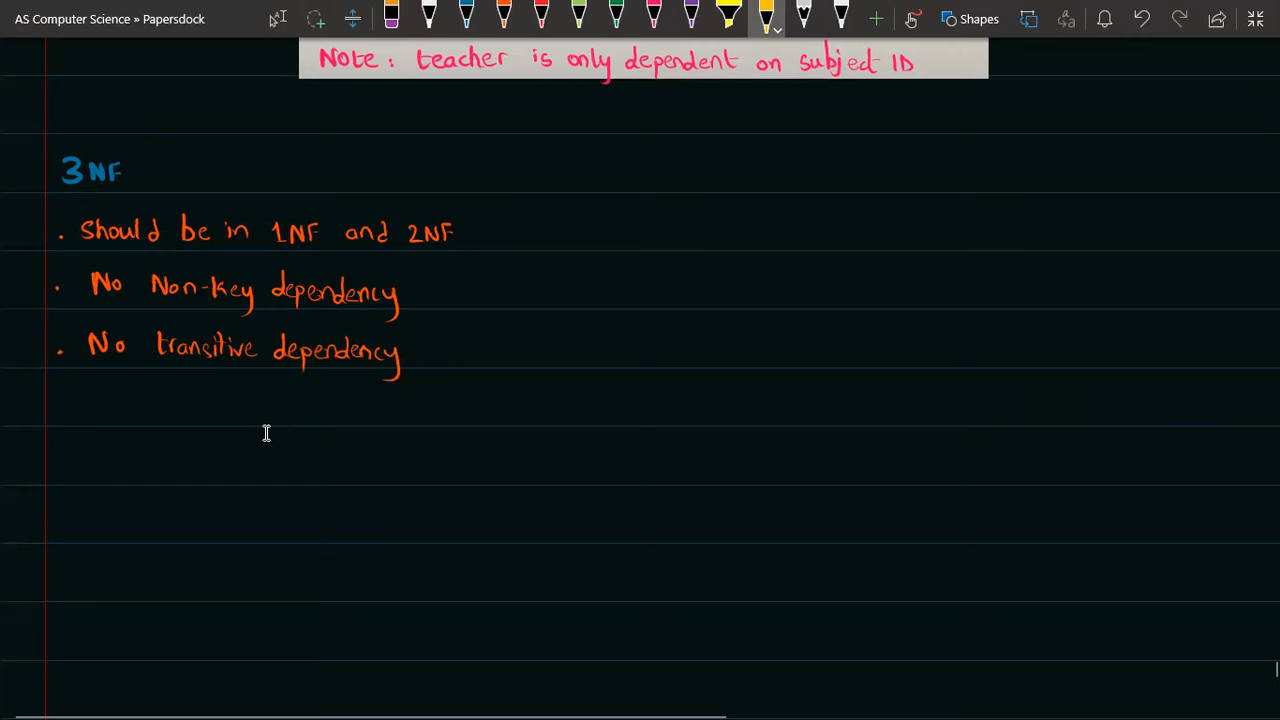 AS Computer Science » Papersdock
Shapes
Note: teacher is only dependent on subject ID
3NF
. Should be in 1NF and 2NF
. No Non-key dependency
. No transitive dependency